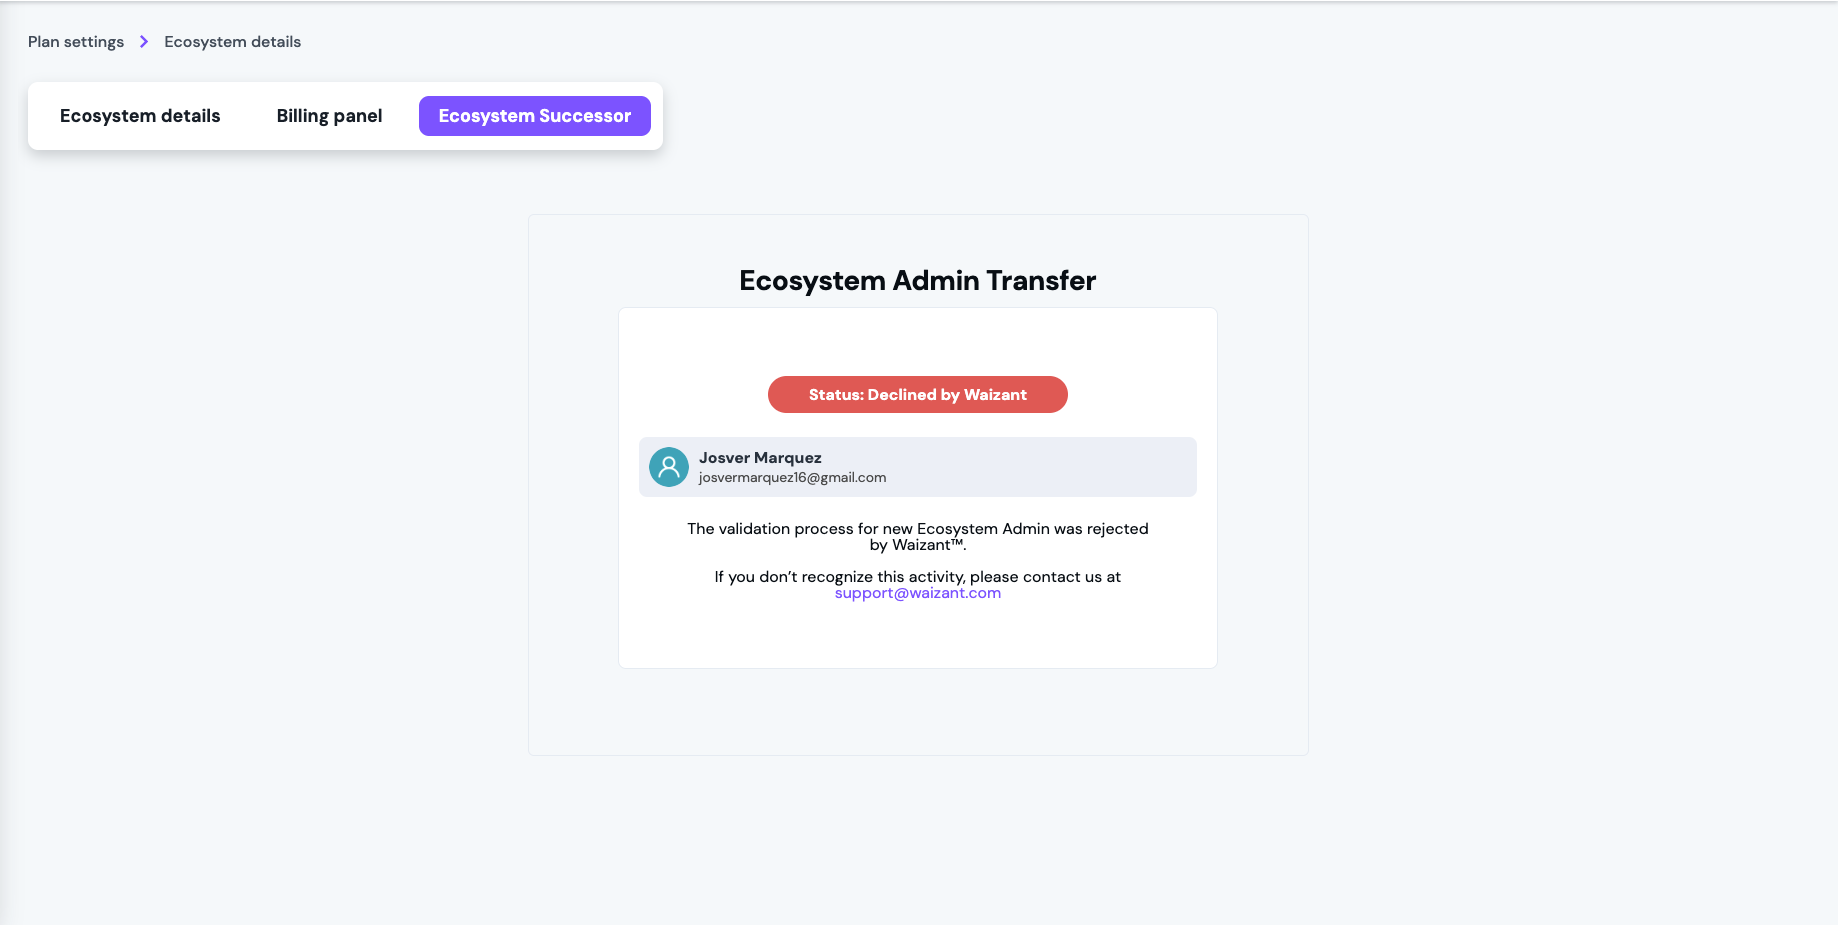 Plan settings > Ecosystem details
Ecosystem details Billing panel Ecosystem Successor
Ecosystem Admin Transfer
Status: Declined by Waizant
Josver Marquez
josvermarquez16@gmail.com
The validation process for new Ecosystem Admin was rejected
by Waizant™.
If you don’t recognize this activity, please contact us at
support@waizant.com